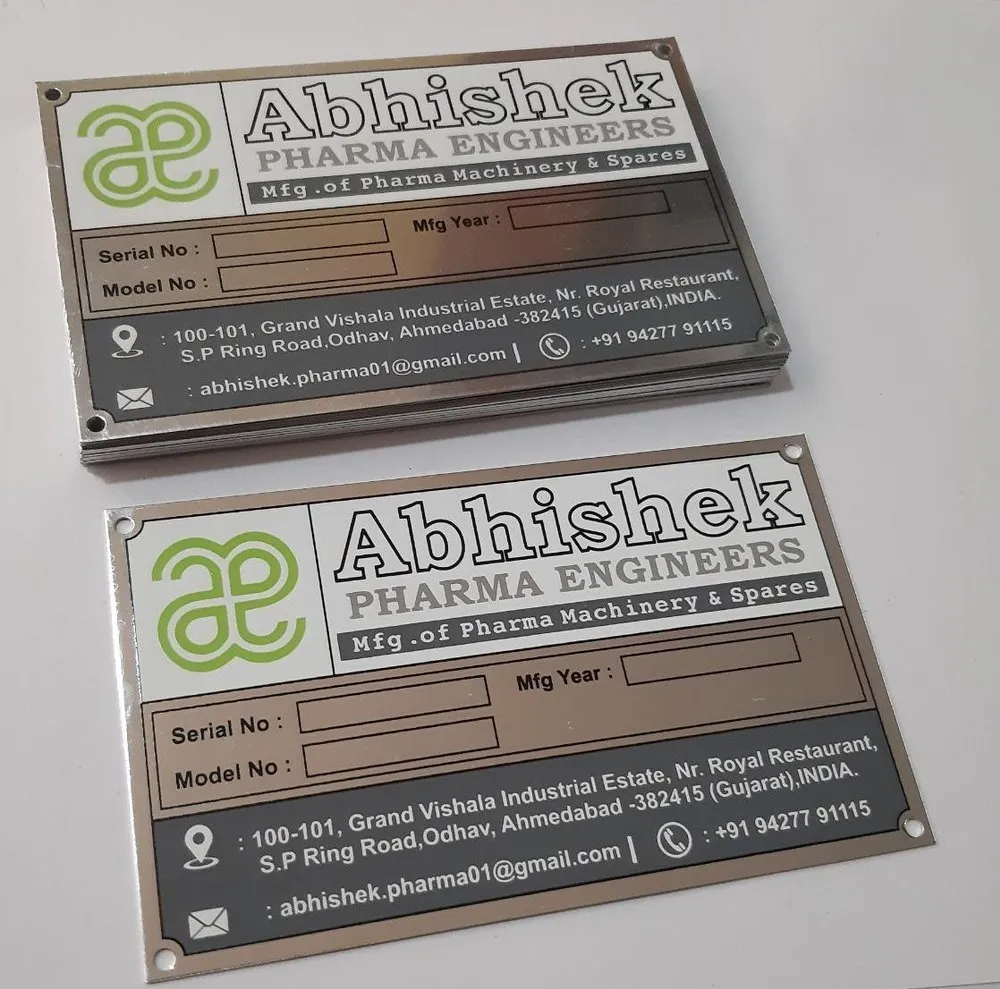 ae
Abhishek
PHARMA ENGINEERS
Mfg .of Pharma Machinery & Spares
Serial No :
Mfg Year :
Model No :
: 100-101, Grand Vishala Industrial Estate, Nr. Royal Restaurant,
S.P Ring Road,Odhav, Ahmedabad -382415 (Gujarat),INDIA.
: abhishek.pharma01@gmail.com | : +91 94277 91115
ae
Abhishek
PHARMA ENGINEERS
Mfg .of Pharma Machinery & Spares
Serial No :
Mfg Year :
Model No :
: 100-101, Grand Vishala Industrial Estate, Nr. Royal Restaurant,
S.P Ring Road,Odhav, Ahmedabad -382415 (Gujarat),INDIA.
: abhishek.pharma01@gmail.com | : +91 94277 91115